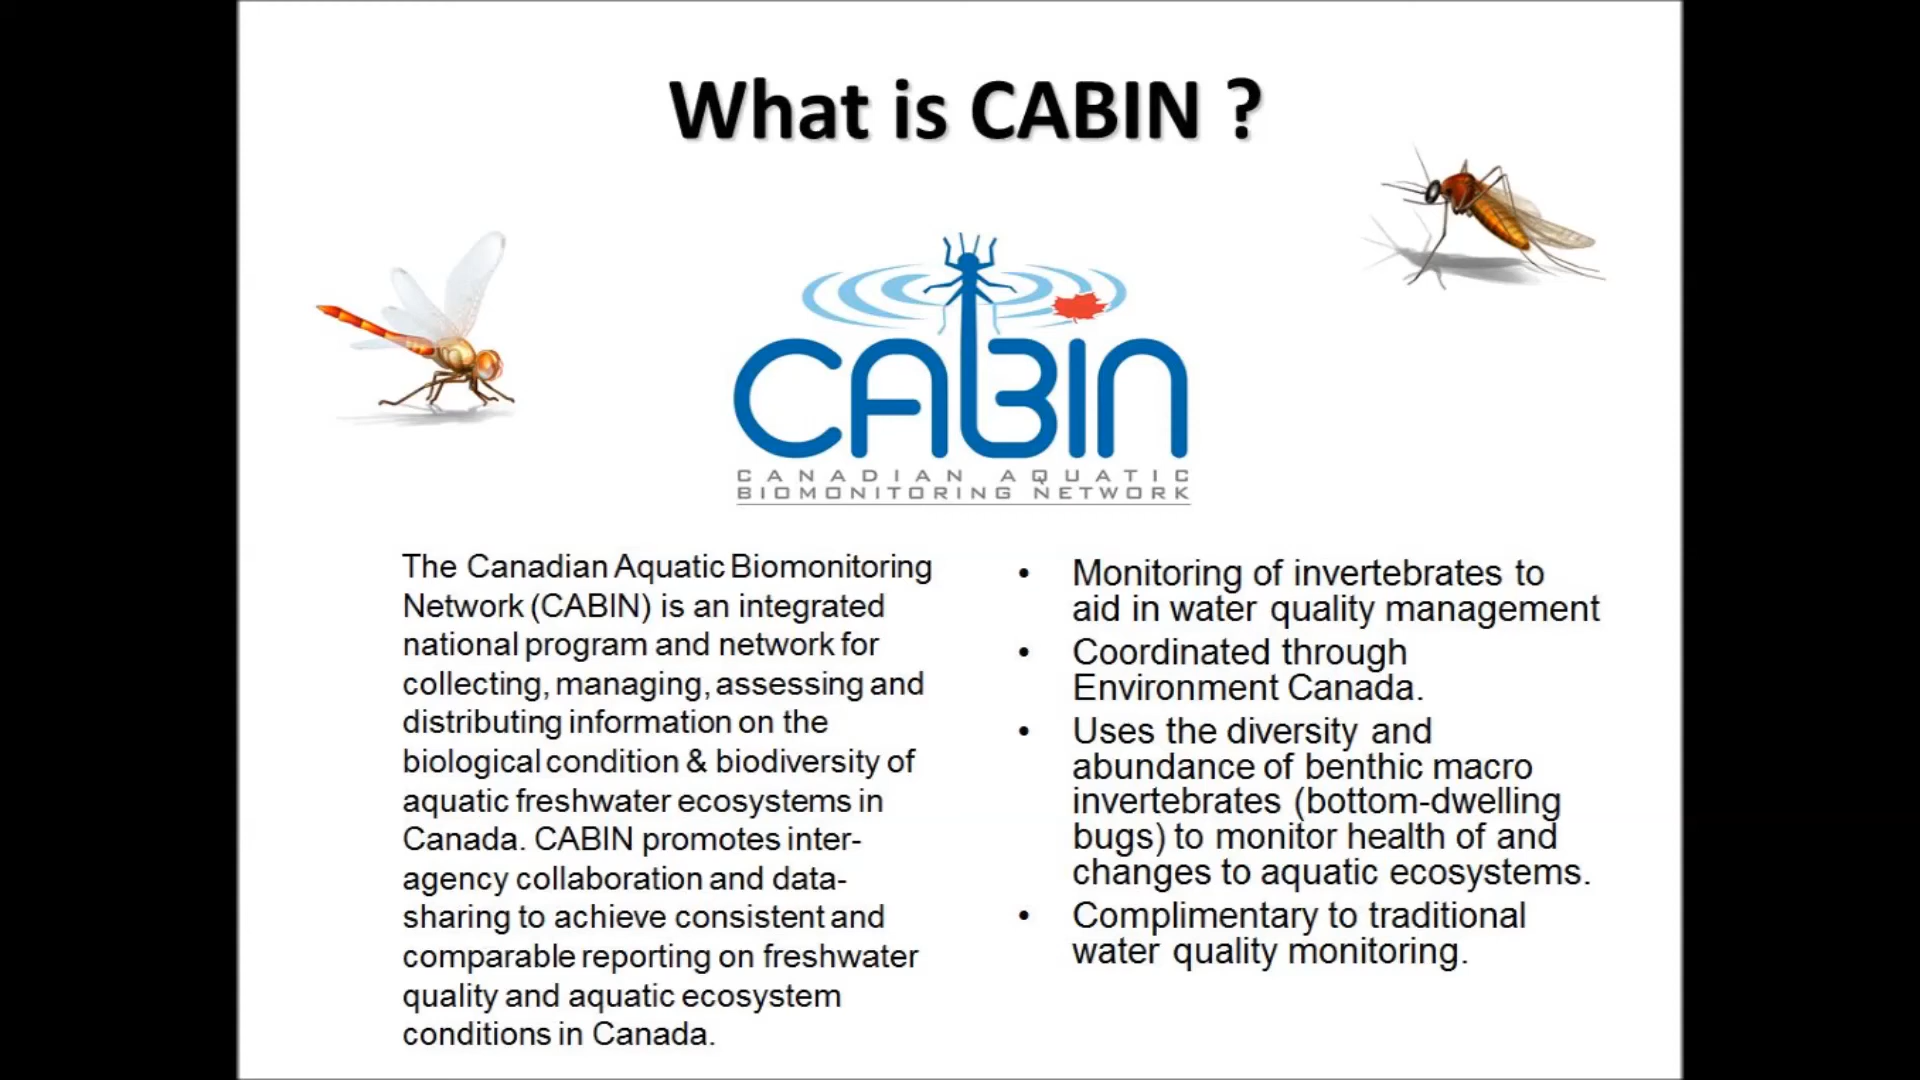 What is CABIN ?
CABIN
CANADIAN AQUATIC
BIOMONITORING NETWORK
The Canadian Aquatic Biomonitoring
Network (CABIN) is an integrated
national program and network for
collecting, managing, assessing and
distributing information on the
biological condition & biodiversity of
aquatic freshwater ecosystems in
Canada. CABIN promotes inter-
agency collaboration and data-
sharing to achieve consistent and
comparable reporting on freshwater
quality and aquatic ecosystem
conditions in Canada.
• Monitoring of invertebrates to
aid in water quality management
• Coordinated through
Environment Canada.
• Uses the diversity and
abundance of benthic macro
invertebrates (bottom-dwelling
bugs) to monitor health of and
changes to aquatic ecosystems.
• Complimentary to traditional
water quality monitoring.